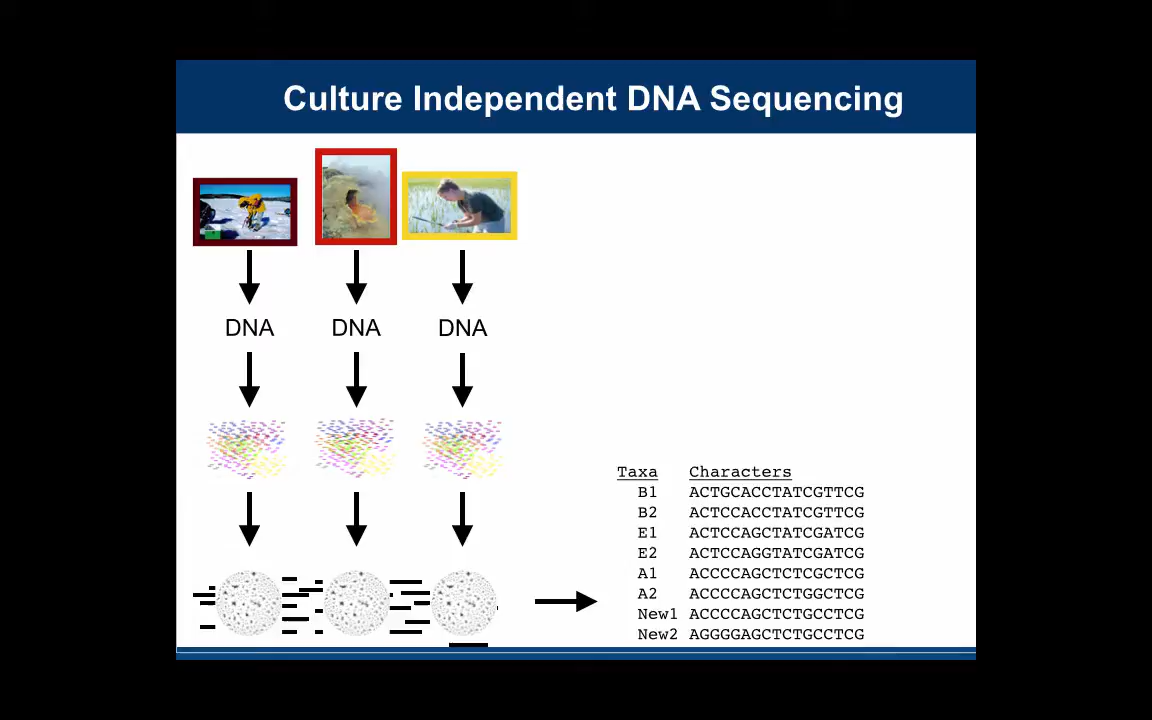 Culture Independent DNA Sequencing
DNA DNA DNA
Taxa Characters
B1 ACTGCACCTATCGTTCG
B2 ACTCCACCTATCGTTCG
E1 ACTCCAGCTATCGATCG
E2 ACTCCAGGTATCGATCG
A1 ACCCCAGCTCTCGCTCG
A2 ACCCCAGCTCTGGCTCG
New1 ACCCCAGCTCTGCCTCG
New2 AGGGGAGCTCTGCCTCG